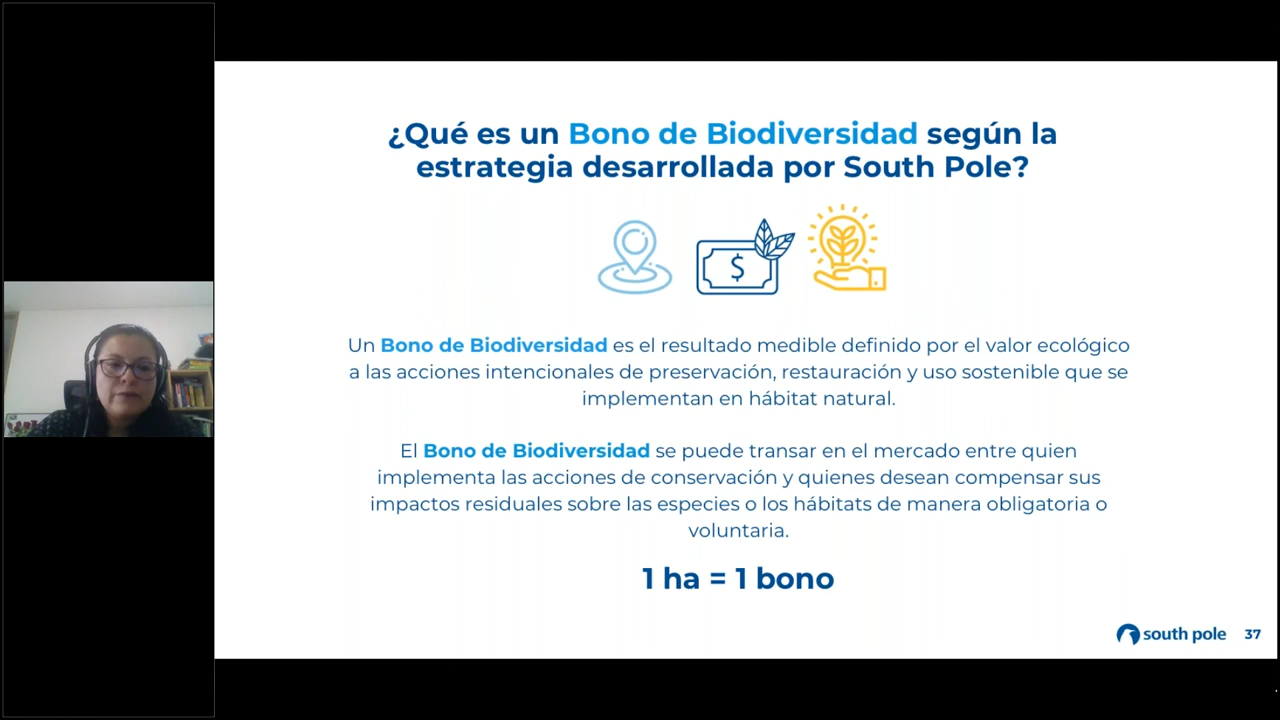 ¿Qué es un Bono de Biodiversidad según la
estrategia desarrollada por South Pole?
$
Un Bono de Biodiversidad es el resultado medible definido por el valor ecológico
a las acciones intencionales de preservación, restauración y uso sostenible que se
implementan en hábitat natural.
El Bono de Biodiversidad se puede transar en el mercado entre quien
implementa las acciones de conservación y quienes desean compensar sus
impactos residuales sobre las especies o los hábitats de manera obligatoria o
voluntaria.
1 ha = 1 bono
south pole 37